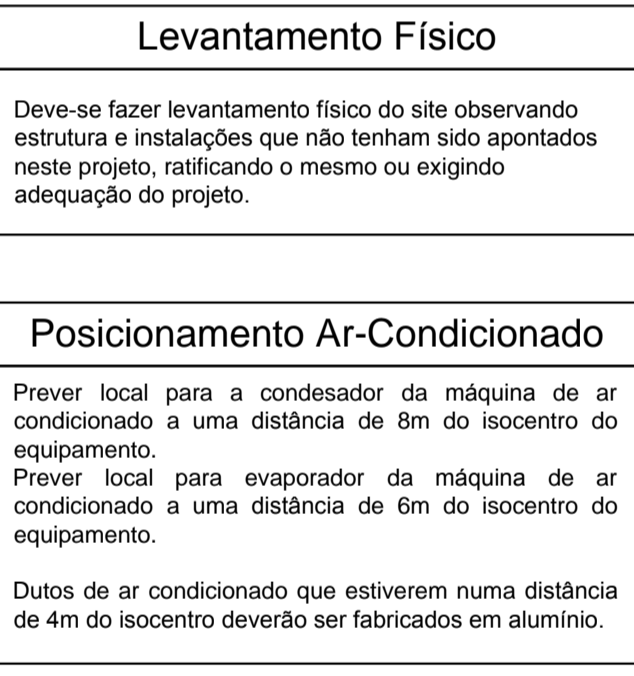 Levantamento Físico
Deve-se fazer levantamento físico do site observando
estrutura e instalações que não tenham sido apontados
neste projeto, ratificando o mesmo ou exigindo
adequação do projeto.
Posicionamento Ar-Condicionado
Prever local para a condesador da máquina de ar
condicionado a uma distância de 8m do isocentro do
equipamento.
Prever local para evaporador da máquina de ar
condicionado a uma distância de 6m do isocentro do
equipamento.
Dutos de ar condicionado que estiverem numa distância
de 4m do isocentro deverão ser fabricados em alumínio.